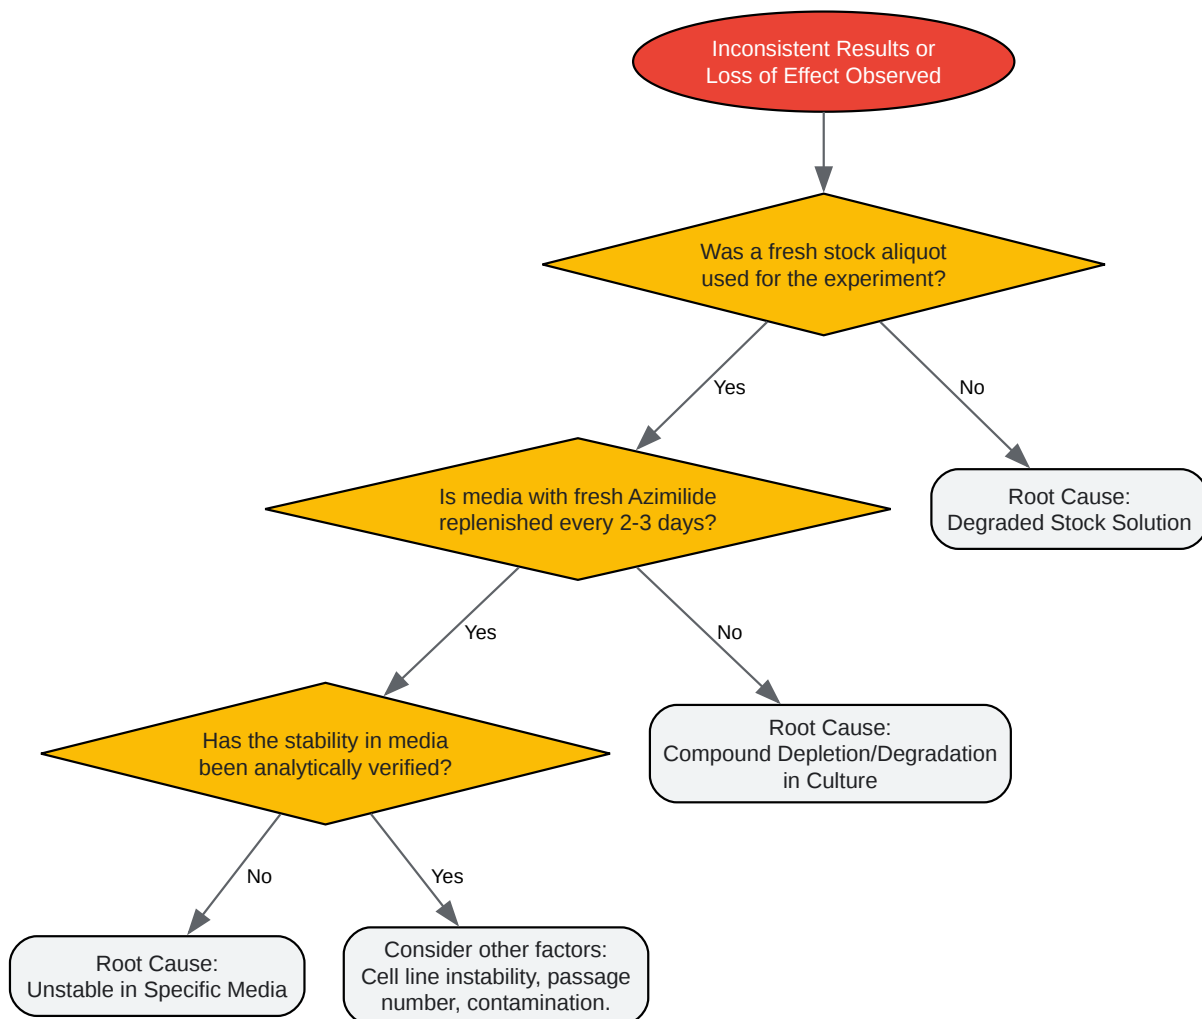 Inconsistent Results or
Loss of Effect Observed
Was a fresh stock aliquot
used for the experiment?
Yes
No
Is media with fresh Azimilide
replenished every 2-3 days?
Root Cause:
Degraded Stock Solution
Yes
No
Has the stability in media
been analytically verified?
Root Cause:
Compound Depletion/Degradation
in Culture
No
Yes
Root Cause:
Unstable in Specific Media
Consider other factors:
Cell line instability, passage
number, contamination.